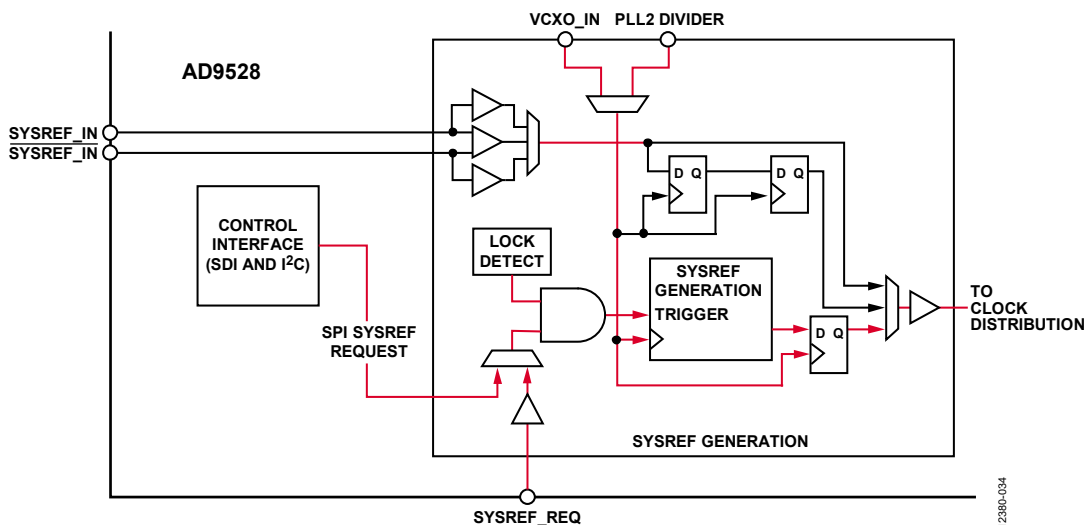 VCXO_IN PLL2 DIVIDER
AD9528
SYSREF_IN
SYSREF_IN
D Q
D Q
CONTROL
INTERFACE
(SDI AND I²C)
LOCK
DETECT
SYSREF
GENERATION
TRIGGER
TO
CLOCK
DISTRIBUTION
SPI SYSREF
REQUEST
D Q
SYSREF GENERATION
SYSREF_REQ
2380-034